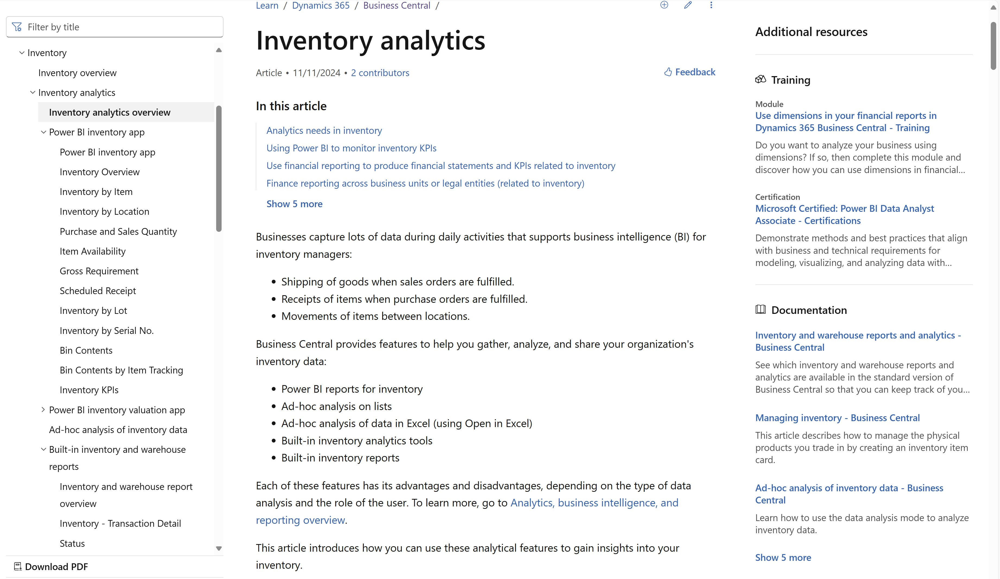 Learn / Dynamics 365 / Business Central /
Filter by title
Inventory
Inventory overview
Inventory analytics
Inventory analytics overview
Power BI inventory app
Power BI inventory app
Inventory Overview
Inventory by Item
Inventory by Location
Purchase and Sales Quantity
Item Availability
Gross Requirement
Scheduled Receipt
Inventory by Lot
Inventory by Serial No.
Bin Contents
Bin Contents by Item Tracking
Inventory KPIs
Power BI inventory valuation app
Ad-hoc analysis of inventory data
Built-in inventory and warehouse
reports
Inventory and warehouse report
overview
Inventory - Transaction Detail
Status
Download PDF
Inventory analytics
Article • 11/11/2024 • 2 contributors
Feedback
In this article
Analytics needs in inventory
Using Power BI to monitor inventory KPIs
Use financial reporting to produce financial statements and KPIs related to inventory
Finance reporting across business units or legal entities (related to inventory)
Show 5 more
Businesses capture lots of data during daily activities that supports business intelligence (BI) for
inventory managers:
• Shipping of goods when sales orders are fulfilled.
• Receipts of items when purchase orders are fulfilled.
• Movements of items between locations.
Business Central provides features to help you gather, analyze, and share your organization's
inventory data:
• Power BI reports for inventory
• Ad-hoc analysis on lists
• Ad-hoc analysis of data in Excel (using Open in Excel)
• Built-in inventory analytics tools
• Built-in inventory reports
Each of these features has its advantages and disadvantages, depending on the type of data
analysis and the role of the user. To learn more, go to Analytics, business intelligence, and
reporting overview.
This article introduces how you can use these analytical features to gain insights into your
inventory.
Additional resources
Training
Module
Use dimensions in your financial reports in
Dynamics 365 Business Central - Training
Do you want to analyze your business using
dimensions? If so, then complete this module and
discover how you can use dimensions in financial...
Certification
Microsoft Certified: Power BI Data Analyst
Associate - Certifications
Demonstrate methods and best practices that align
with business and technical requirements for
modeling, visualizing, and analyzing data with...
Documentation
Inventory and warehouse reports and analytics -
Business Central
See which inventory and warehouse reports and
analytics are available in the standard version of
Business Central so that you can keep track of you...
Managing inventory - Business Central
This article describes how to manage the physical
products you trade in by creating an inventory item
card.
Ad-hoc analysis of inventory data - Business
Central
Learn how to use the data analysis mode to analyze
inventory data.
Show 5 more